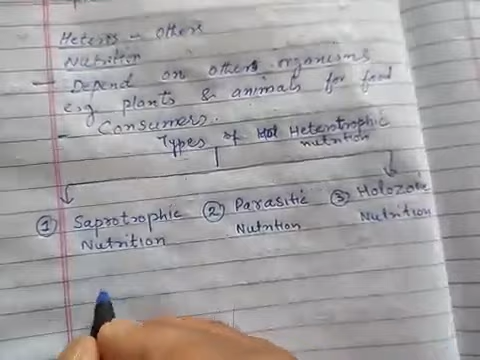 Heteros - Others
Nutrition
- Depend on others organisms
e.g plants & animals for food
- Consumers.
Types of Heterotrophic
nutrition
① Saprotrophic
Nutrition
② Parasitic
Nutrition
③ Holozoic
Nutrition